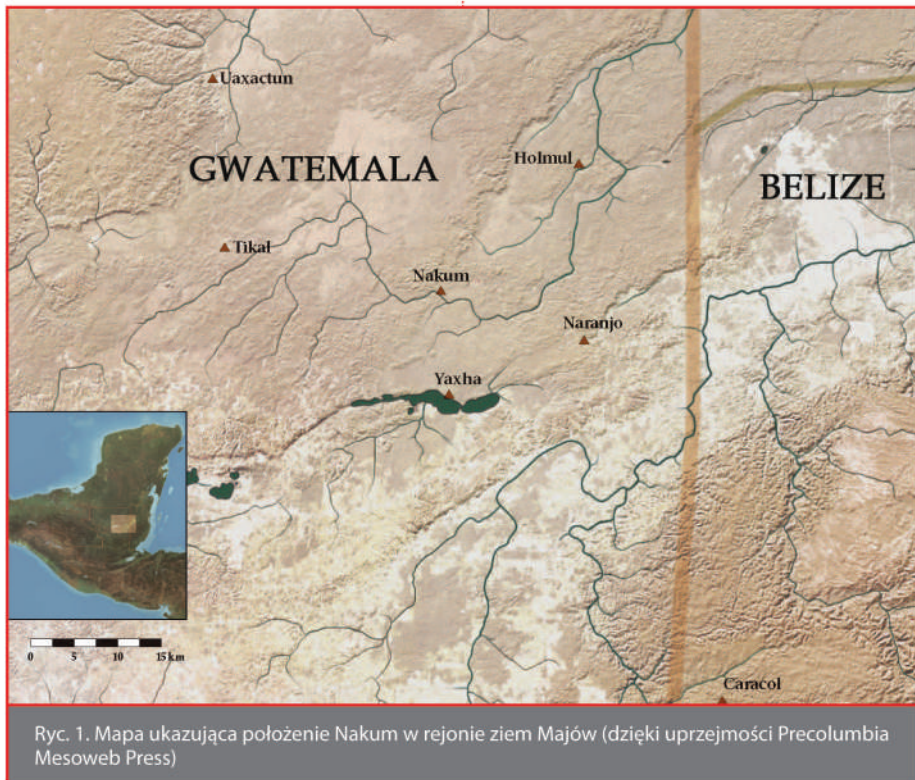 Uaxactun
GWATEMALA
Holmul
BELIZE
Tikal
Nakum
Naranjo
Yaxha
0 5 10 15 km
Caracol
Ryc. 1. Mapa ukazująca położenie Nakum w rejonie ziem Majów (dzięki uprzejmości Precolumbia
Mesoweb Press)